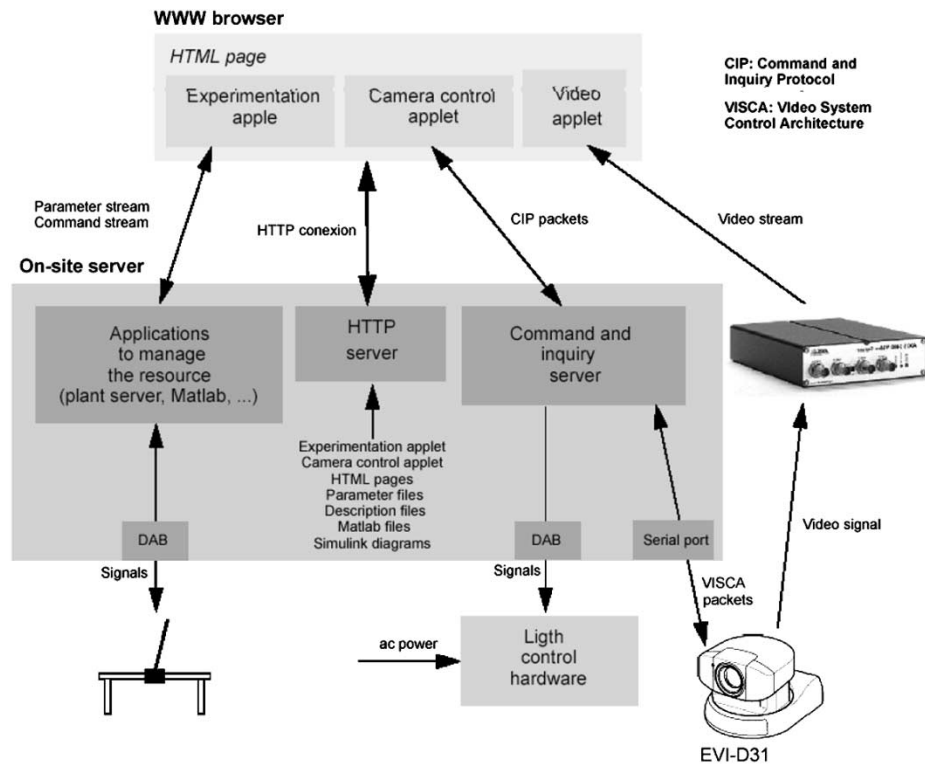 WWW browser
HTML page
Experimentation
apple
Camera control
applet
Video
applet
CIP: Command and
Inquiry Protocol
VISCA: VIdeo System
Control Architecture
Parameter stream
Command stream
HTTP conexion
CIP packets
Video stream
On-site server
Applications
to manage
the resource
(plant server, Matlab, ...)
HTTP
server
Command and
inquiry
server
Experimentation applet
Camera control applet
HTML pages
Parameter files
Description files
Matlab files
Simulink diagrams
DAB
DAB
Serial port
Video signal
Signals
Signals
VISCA
packets
ac power
Ligth
control
hardware
EVI-D31